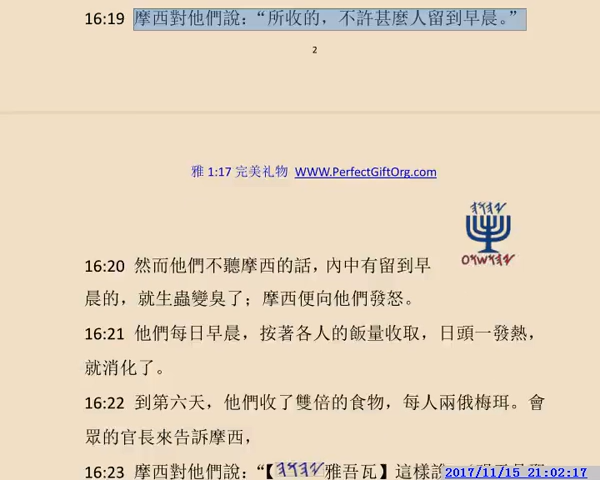 16:19 摩西對他們說：“所收的，不許甚麼人留到早晨。”
2
雅 1:17 完美礼物 WWW.PerfectGiftOrg.com
16:20 然而他們不聽摩西的話，內中有留到早
晨的，就生蟲變臭了；摩西便向他們發怒。
16:21 他們每日早晨，按著各人的飯量收取，日頭一發熱，
就消化了。
16:22 到第六天，他們收了雙倍的食物，每人兩俄梅珥。會
眾的官長來告訴摩西，
16:23 摩西對他們說：“【𐤉𐤄𐤅𐤄雅吾瓦】這樣說
2017/11/15 21:02:17